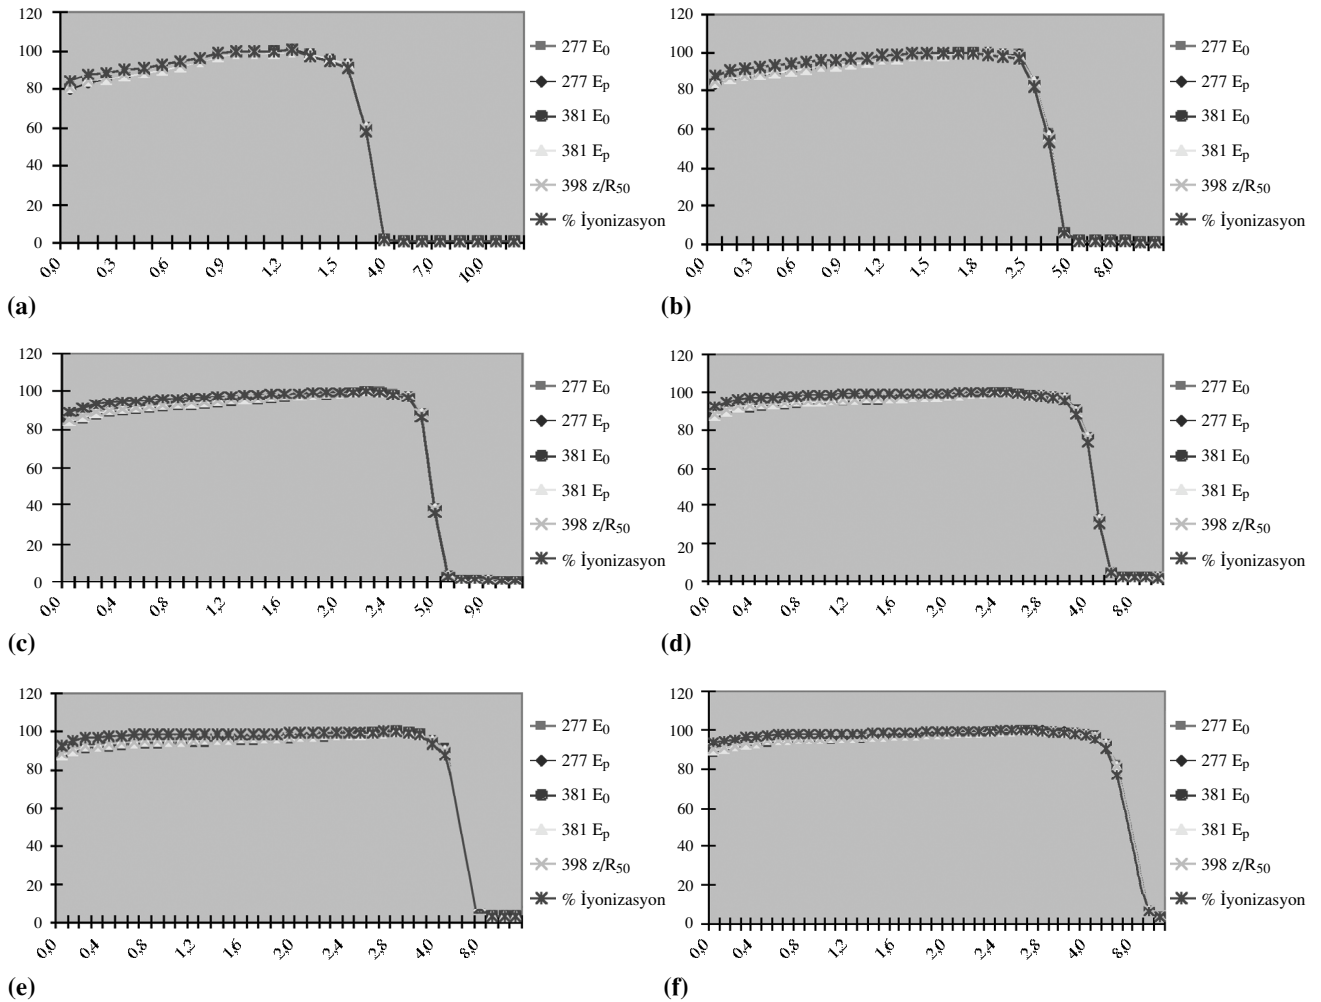 120
100
80
60
40
20
0
0,0
0,3
0,6
0,9
1,2
1,5
4,0
7,0
10,0
277 E0
277 Ep
381 E0
381 Ep
398 z/R50
% İyonizasyon
(a)
120
100
80
60
40
20
0
0,0
0,3
0,6
0,9
1,2
1,5
1,8
2,5
5,0
8,0
277 E0
277 Ep
381 E0
381 Ep
398 z/R50
% İyonizasyon
(b)
120
100
80
60
40
20
0
0,0
0,4
0,8
1,2
1,6
2,0
2,4
5,0
9,0
277 E0
277 Ep
381 E0
381 Ep
398 z/R50
% İyonizasyon
(c)
120
100
80
60
40
20
0
0,0
0,4
0,8
1,2
1,6
2,0
2,4
2,8
4,0
8,0
277 E0
277 Ep
381 E0
381 Ep
398 z/R50
% İyonizasyon
(d)
120
100
80
60
40
20
0
0,0
0,4
0,8
1,2
1,6
2,0
2,4
2,8
4,0
8,0
277 E0
277 Ep
381 E0
381 Ep
398 z/R50
% İyonizasyon
(e)
120
100
80
60
40
20
0
0,0
0,4
0,8
1,2
1,6
2,0
2,4
2,8
4,0
8,0
277 E0
277 Ep
381 E0
381 Ep
398 z/R50
% İyonizasyon
(f)